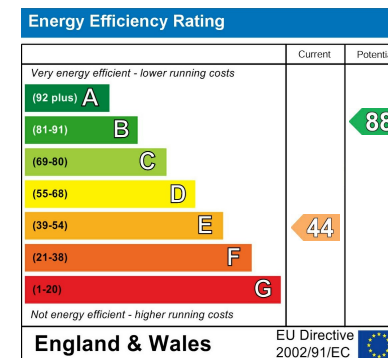 Energy Efficiency Rating
Current
Very energy efficient - lower running costs
(92 plus) A
(81-91) B
88
(69-80) C
(55-68) D
(39-54) E
44
(21-38) F
(1-20) G
Not energy efficient - higher running costs
England & Wales
EU Directive
2002/91/EC